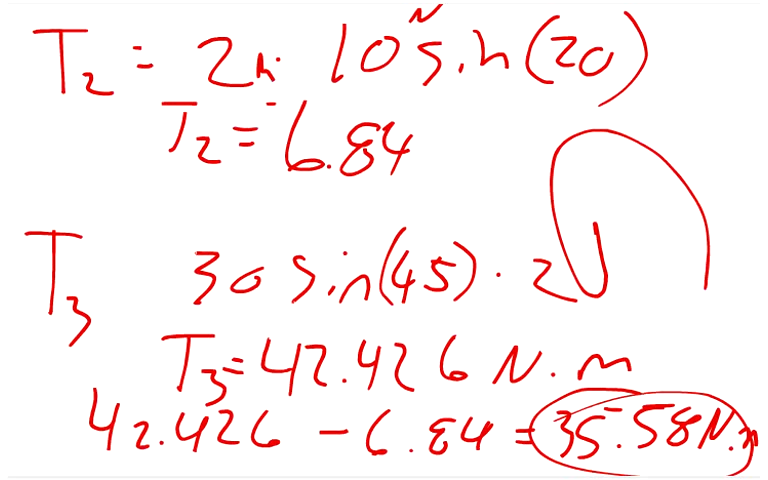 T2 = 2m 10N sin(20)
T2 = 6.84
T3 30 sin(45) · 2
T3 = 42.426 N.m
42.426 - 6.84 = 35.58 N.m